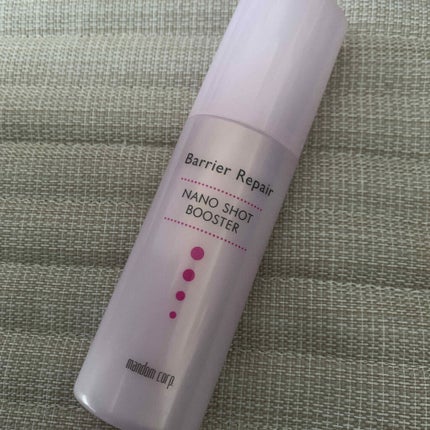 Barrier Repair
NANO SHOT
BOOSTER
mandom corp.